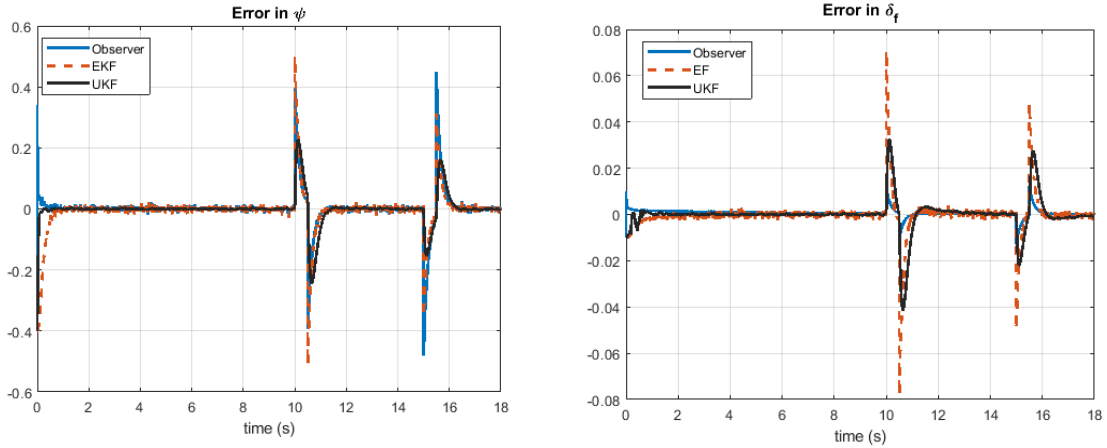 Error in ψ
Observer
EKF
UKF
0.6
0.4
0.2
0
-0.2
-0.4
-0.6
0 2 4 6 8 10 12 14 16 18
time (s)
Error in δf
Observer
EF
UKF
0.08
0.06
0.04
0.02
0
-0.02
-0.04
-0.06
-0.08
0 2 4 6 8 10 12 14 16 18
time (s)